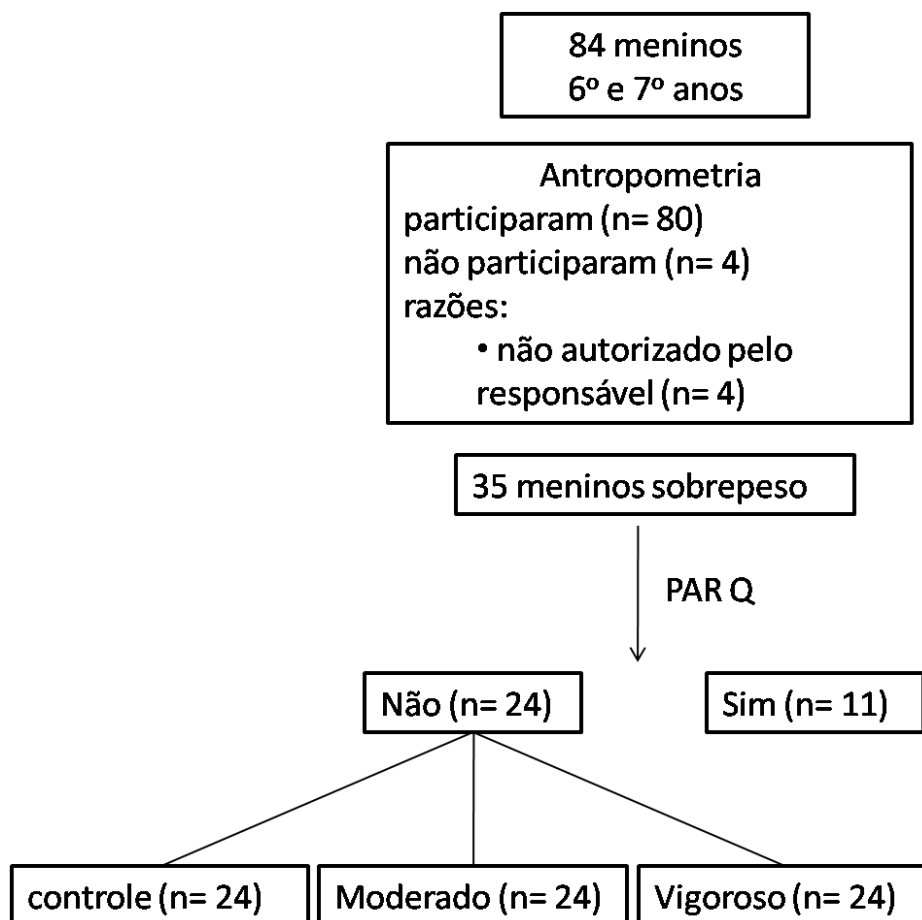 84 meninos
6º e 7º anos
Antropometria
participaram (n= 80)
não participaram (n= 4)
razões:
• não autorizado pelo
responsável (n= 4)
35 meninos sobrepeso
PAR Q
Não (n= 24)
Sim (n= 11)
controle (n= 24)
Moderado (n= 24)
Vigoroso (n= 24)